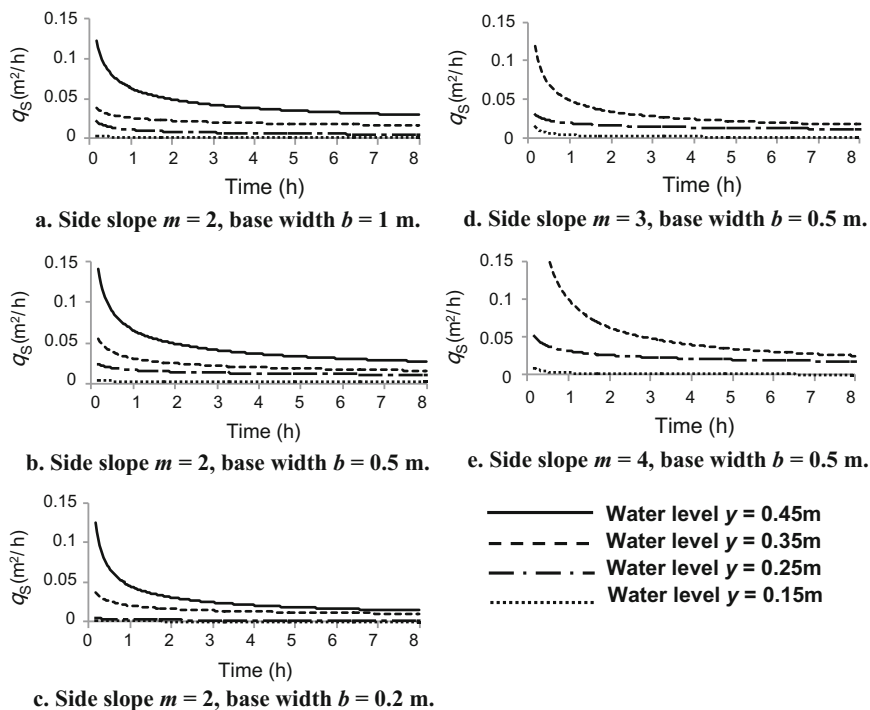 0.15
0.1
0.05
0
qS(m²/h)
0 1 2 3 4 5 6 7 8
Time (h)
a. Side slope m = 2, base width b = 1 m.
0.15
0.1
0.05
0
qS(m²/h)
0 1 2 3 4 5 6 7 8
Time (h)
b. Side slope m = 2, base width b = 0.5 m.
0.15
0.1
0.05
0
qS(m²/h)
0 1 2 3 4 5 6 7 8
Time (h)
c. Side slope m = 2, base width b = 0.2 m.
0.15
0.1
0.05
0
qS(m²/h)
0 1 2 3 4 5 6 7 8
Time (h)
d. Side slope m = 3, base width b = 0.5 m.
0.15
0.1
0.05
0
qS(m²/h)
0 1 2 3 4 5 6 7 8
Time (h)
e. Side slope m = 4, base width b = 0.5 m.
Water level y = 0.45m
Water level y = 0.35m
Water level y = 0.25m
Water level y = 0.15m